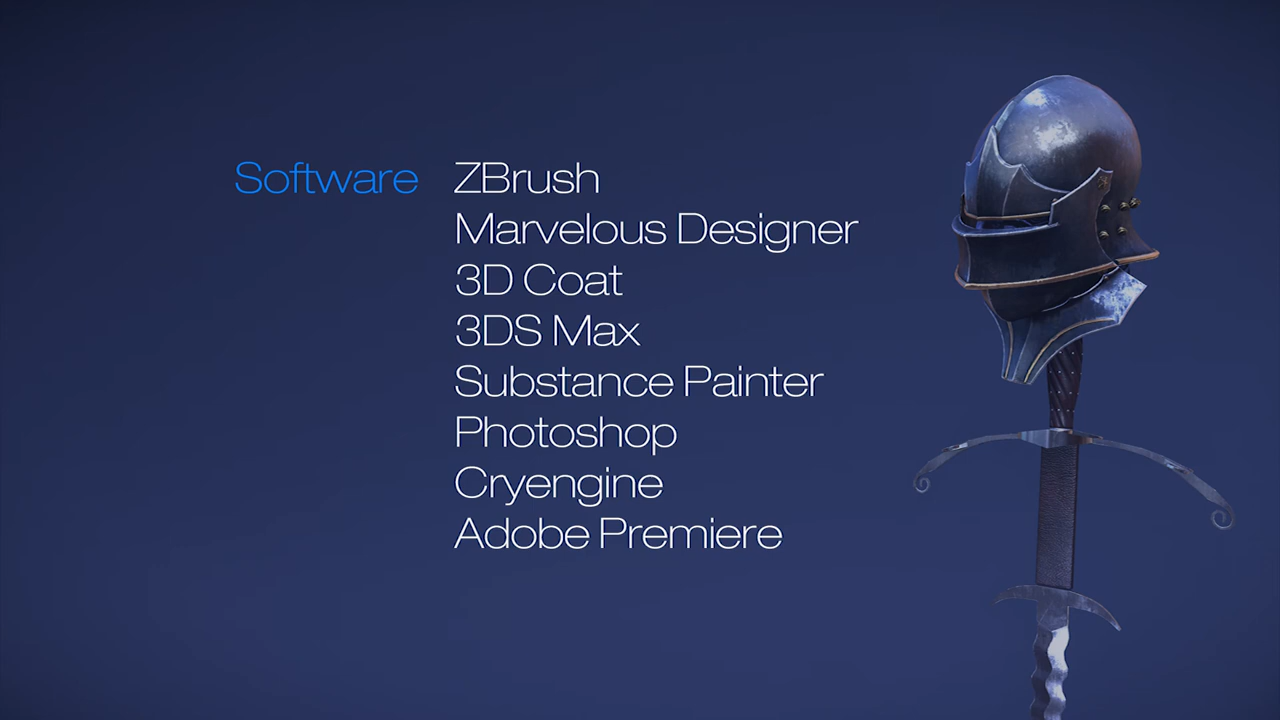 Software ZBrush
Marvelous Designer
3D Coat
3DS Max
Substance Painter
Photoshop
Cryengine
Adobe Premiere